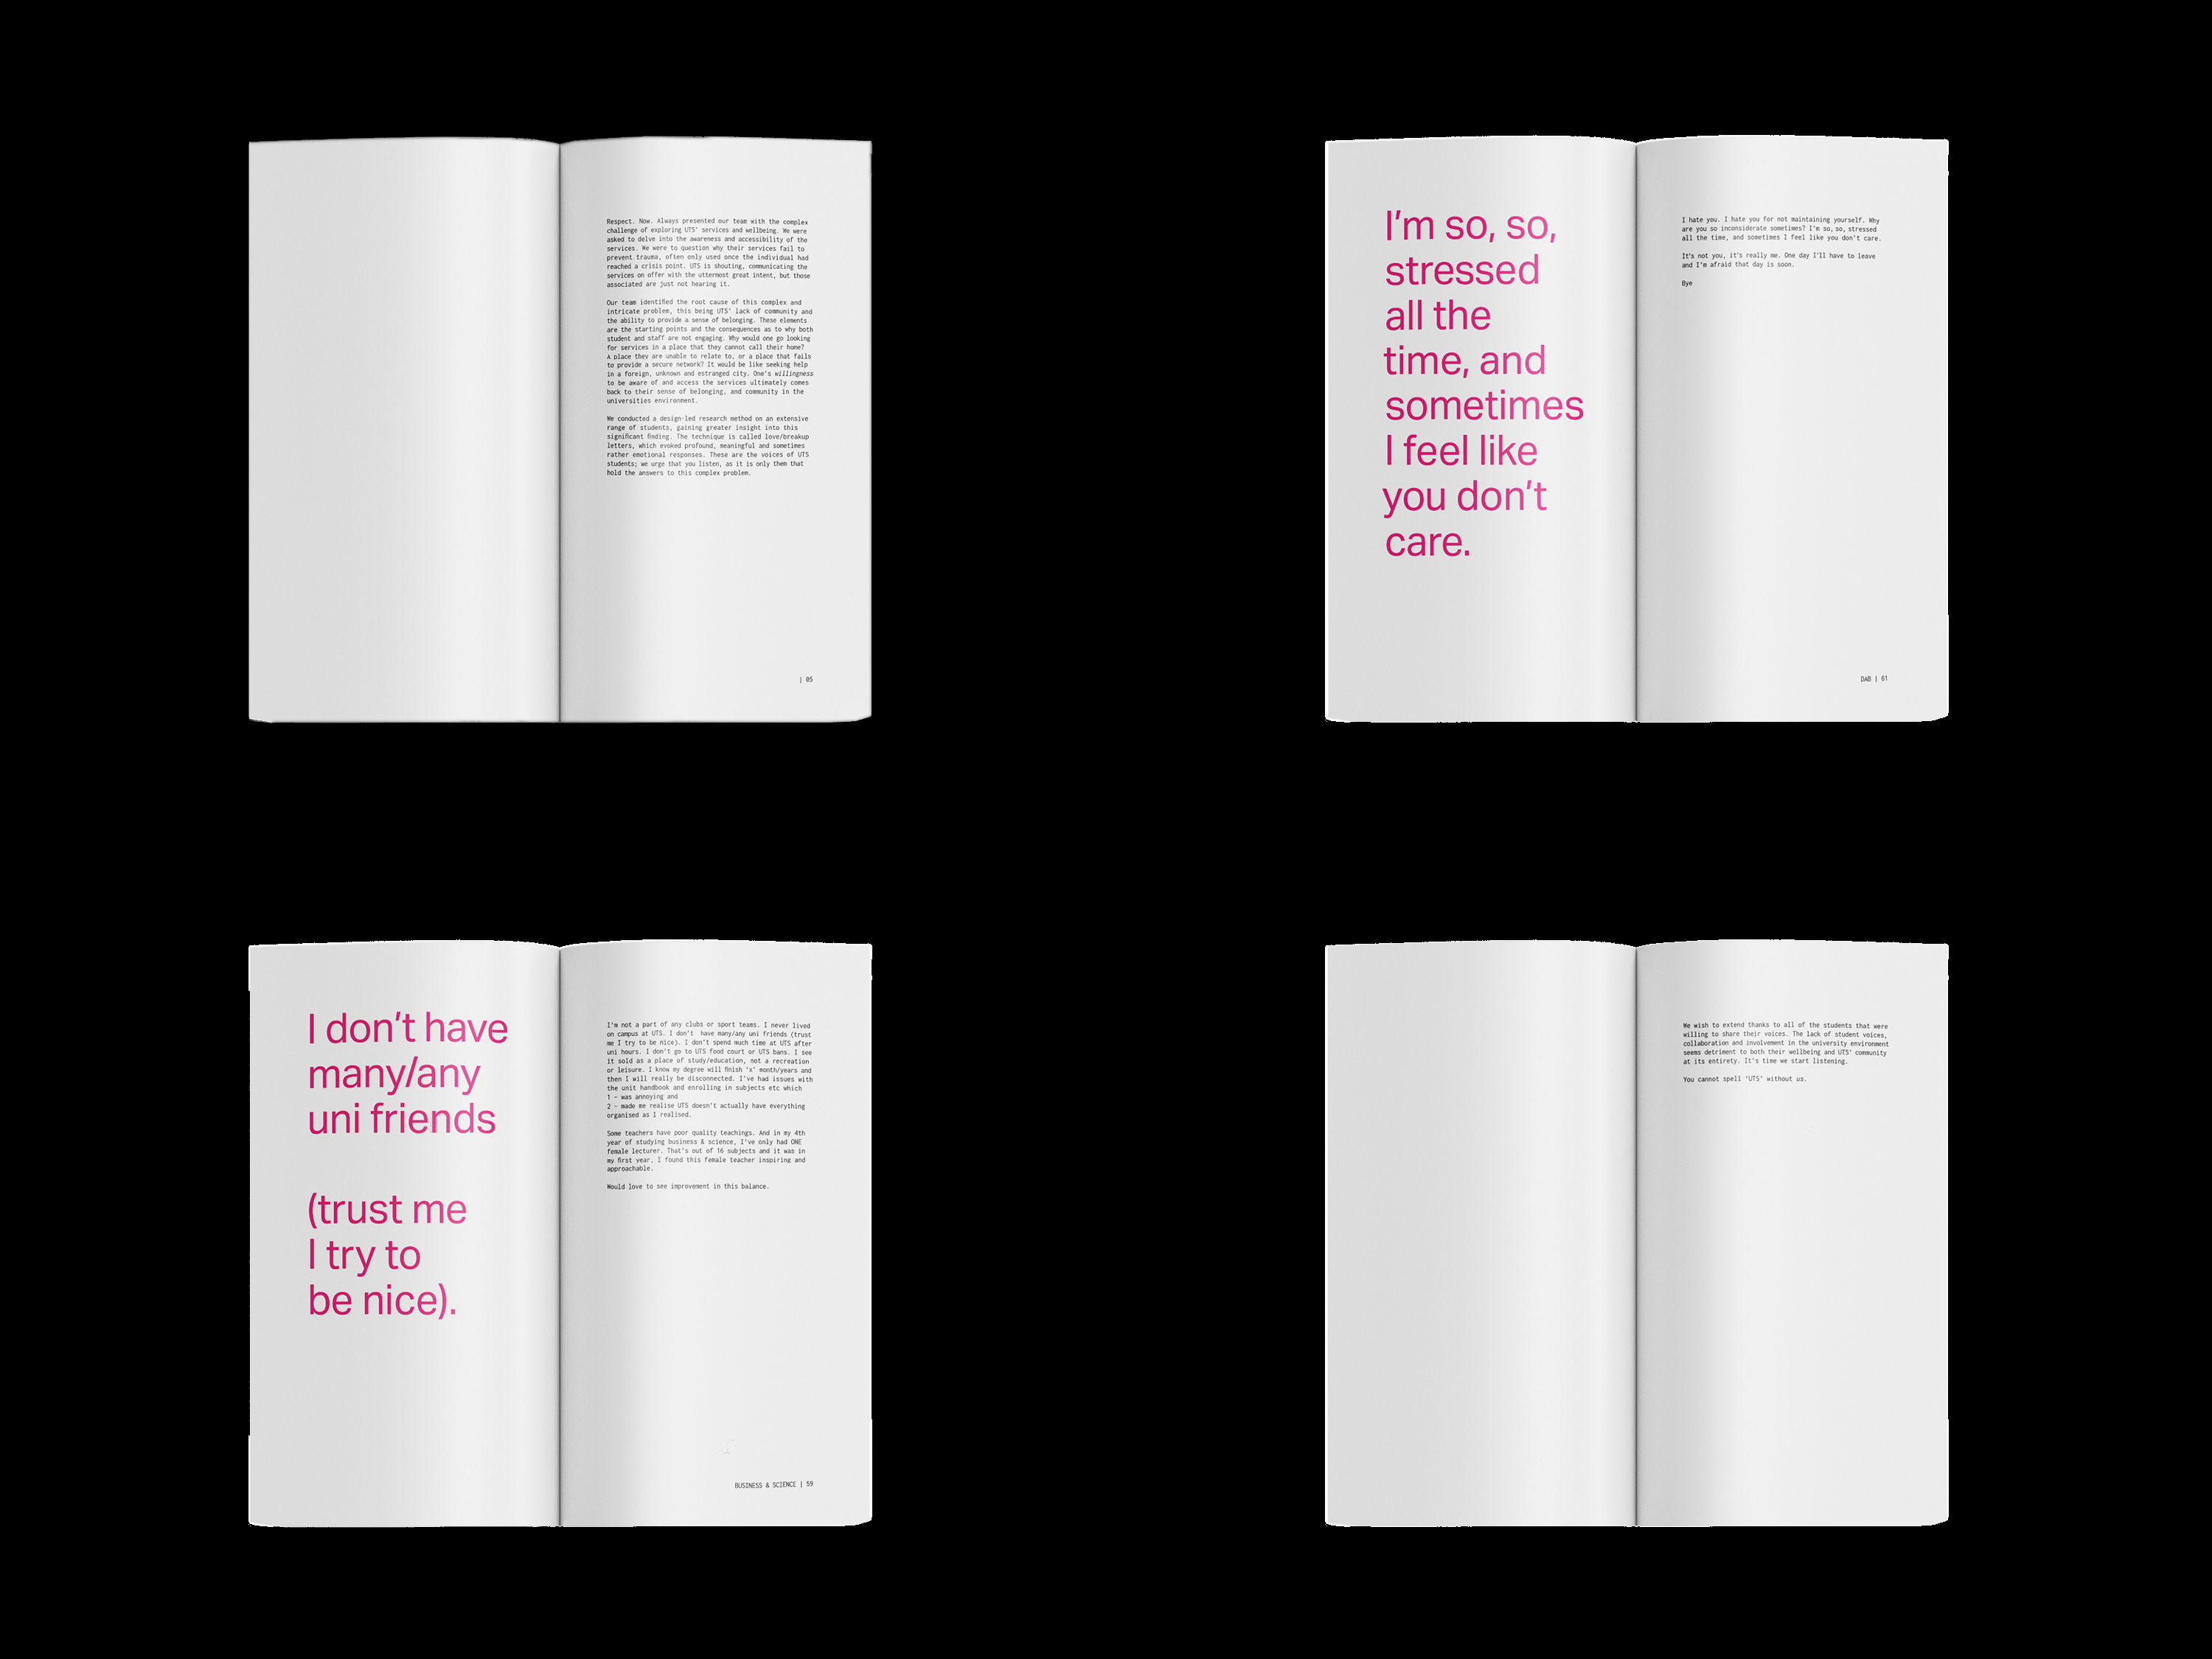 Respect. Now. Always presented our team with the complex
challenge of exploring UTS' services and wellbeing. We were
asked to delve into the awareness and accessibility of the
services. We were to question why their services fail to
prevent trauma, often only used once the individual had
reached a crisis point. UTS is shouting, communicating the
services on offer with the uttermost great intent, but those
associated are just not hearing it.
Our team identified the root cause of this complex and
intricate problem, this being UTS' lack of community and
the ability to provide a sense of belonging. These elements
are the starting points and the consequences as to why both
student and staff are not engaging. Why would one go looking
for services in a place that they cannot call their home?
A place they are unable to relate to, or a place that fails
to provide a secure network? It would be like seeking help
in a foreign, unknown and estranged city. One's willingness
to be aware of and access the services ultimately comes
back to their sense of belonging, and community in the
universities environment.
We conducted a design-led research method on an extensive
range of students, gaining greater insight into this
significant finding. The technique is called love/breakup
letters, which evoked profound, meaningful and sometimes
rather emotional responses. These are the voices of UTS
students; we urge that you listen, as it is only them that
hold the answers to this complex problem.
| 05
I'm so, so,
stressed
all the
time, and
sometimes
I feel like
you don't
care.
I hate you. I hate you for not maintaining yourself. Why
are you so inconsiderate sometimes? I'm so, so, stressed
all the time, and sometimes I feel like you don't care.
It's not you, it's really me. One day I'll have to leave
and I'm afraid that day is soon.
Bye
DAB | 61
I don't have
many/any
uni friends
(trust me
I try to
be nice).
I'm not a part of any clubs or sport teams. I never lived
on campus at UTS. I don't  have many/any uni friends (trust
me I try to be nice). I don't spend much time at UTS after
uni hours. I don't go to UTS food court or UTS bans. I see
it sold as a place of study/education, not a recreation
or leisure. I know my degree will finish 'x' month/years and
then I will really be disconnected. I've had issues with
the unit handbook and enrolling in subjects etc which
1 - was annoying and
2 - made me realise UTS doesn't actually have everything
organised as I realised.
Some teachers have poor quality teachings. And in my 4th
year of studying business & science, I've only had ONE
female lecturer. That's out of 16 subjects and it was in
my first year, I found this female teacher inspiring and
approachable.
Would love to see improvement in this balance.
BUSINESS & SCIENCE | 59
We wish to extend thanks to all of the students that were
willing to share their voices. The lack of student voices,
collaboration and involvement in the university environment
seems detriment to both their wellbeing and UTS' community
at its entirety. It's time we start listening.
You cannot spell 'UTS' without us.